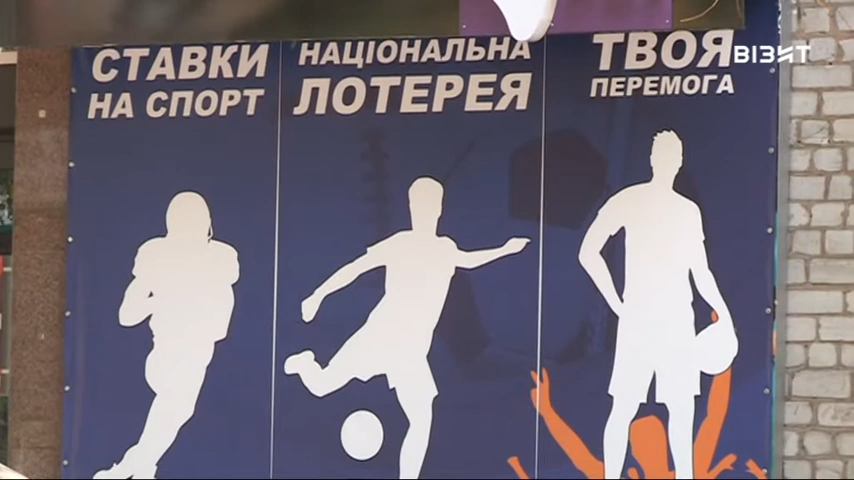 СТАВКИ
НА СПОРТ
НАЦІОНАЛЬНА
ЛОТЕРЕЯ
ТВОЯ
ПЕРЕМОГА
ВІЗИТ